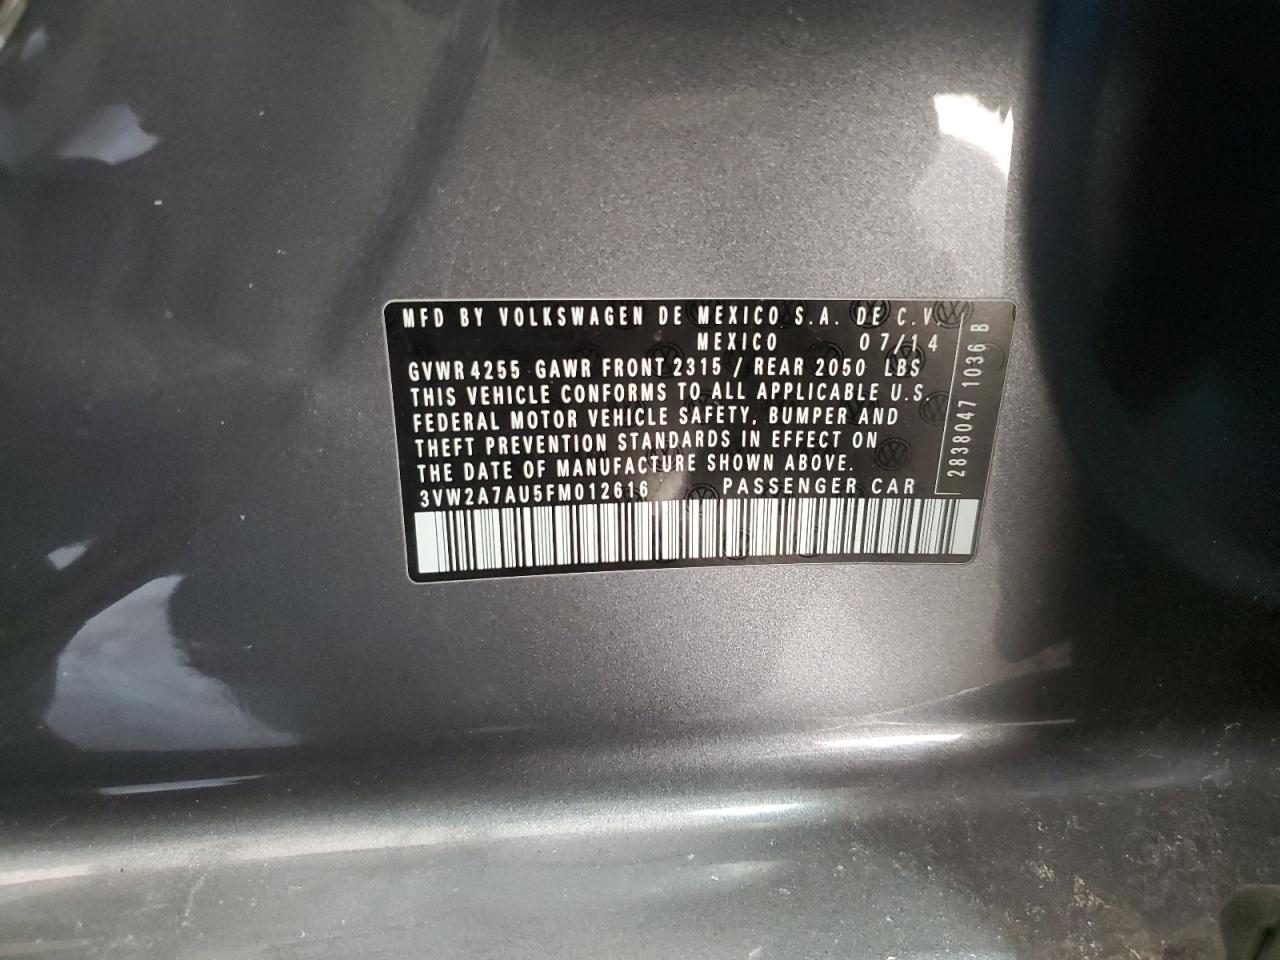 MFD BY VOLKSWAGEN DE MEXICO S.A. DE C.V.
MEXICO 07/14
GVWR 4255 GAWR FRONT 2315 / REAR 2050 LBS
THIS VEHICLE CONFORMS TO ALL APPLICABLE U.S.
FEDERAL MOTOR VEHICLE SAFETY, BUMPER AND
THEFT PREVENTION STANDARDS IN EFFECT ON
THE DATE OF MANUFACTURE SHOWN ABOVE.
3VW2A7AU5FM012616 PASSENGER CAR
2838047 1036 B